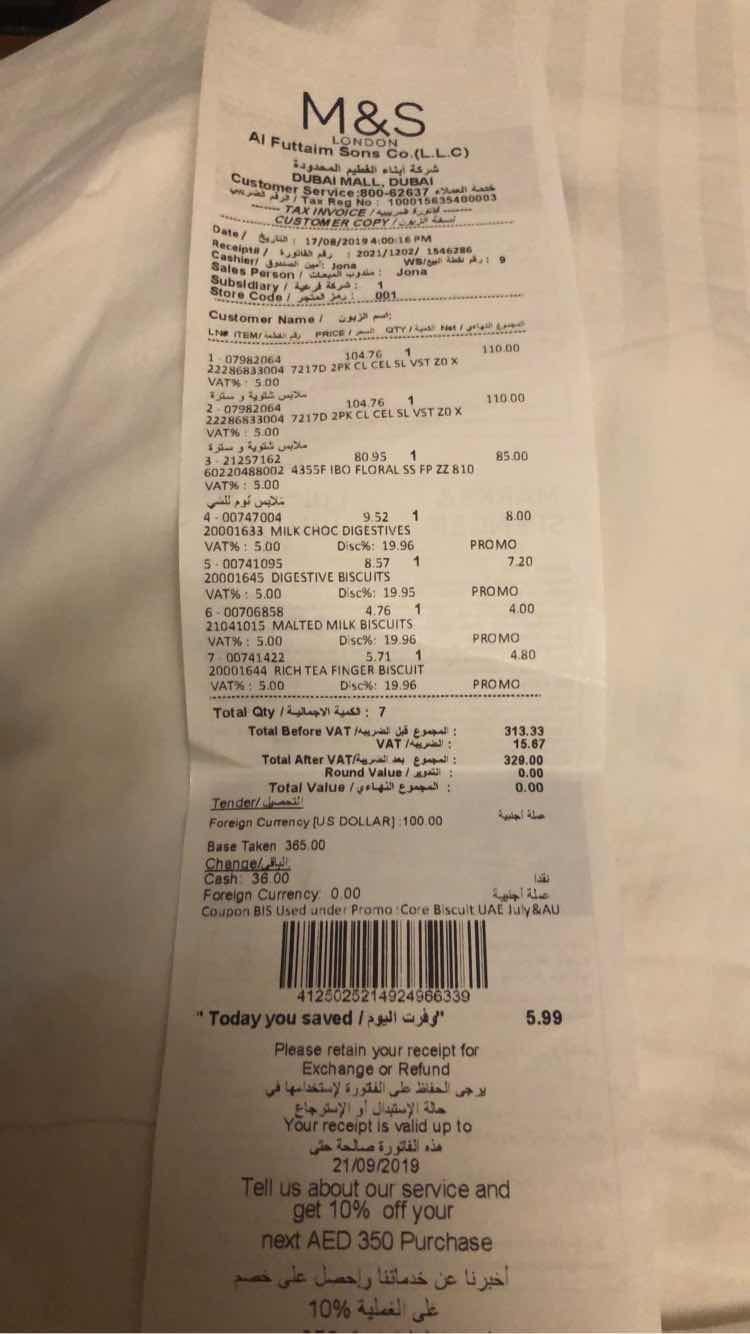 M&S
LONDON
Al Futtaim Sons Co.(L.L.C)
شركة أبناء الفطيم المحدودة
DUBAI MALL, DUBAI
Customer Service:800-62637 خدمة العملاء
الرقم الضريبي / Tax Reg No : 100015635400003
------- TAX INVOICE / فاتورة ضريبية -------
CUSTOMER COPY / نسخة الزبون
Date / التاريخ : 17/08/2019 4:00:16 PM
Receipt# / رقم الفاتورة : 2021/1202/ 1546286
Cashier/ أمين الصندوق: Jona WS/رقم نقطة البيع : 9
Sales Person / مندوب المبيعات : Jona
Subsidiary / شركة فرعية : 1
Store Code / رمز المتجر : 001
Customer Name / اسم الزبون:
LN# ITEM/ رقم القطعة PRICE / السعر QTY / الكمية Net / المجموع النهائي
1 - 07982064 104.76 1 110.00
22286833004 7217D 2PK CL CEL SL VST Z0 X
VAT% : 5.00
ملابس شتوية و سترة
2 - 07982064 104.76 1 110.00
22286833004 7217D 2PK CL CEL SL VST Z0 X
VAT% : 5.00
ملابس شتوية و سترة
3 - 21257162 80.95 1 85.00
60220488002 4355F IBO FLORAL SS FP ZZ 810
VAT% : 5.00
ملابس نوم للنسي
4 - 00747004 9.52 1 8.00
20001633 MILK CHOC DIGESTIVES
VAT% : 5.00 Disc%: 19.96 PROMO
5 - 00741095 8.57 1 7.20
20001645 DIGESTIVE BISCUITS
VAT% : 5.00 Disc%: 19.95 PROMO
6 - 00706858 4.76 1 4.00
21041015 MALTED MILK BISCUITS
VAT% : 5.00 Disc%: 19.96 PROMO
7 - 00741422 5.71 1 4.80
20001644 RICH TEA FINGER BISCUIT
VAT% : 5.00 Disc%: 19.96 PROMO
Total Qty / الكمية الاجمالية : 7
Total Before VAT /المجموع قبل الضريبه : 313.33
VAT /الضريبه : 15.67
Total After VAT/المجموع بعد الضريبة : 329.00
Round Value / التدوير : 0.00
Total Value / المجموع النهاءي : 0.00
Tender/ التحصيل
Foreign Currency [US DOLLAR] :100.00 عملة أجنبية
Base Taken 365.00
Change/الباقي
Cash: 36.00 نقدا
Foreign Currency 0.00 عملة أجنبية
Coupon BIS Used under Promo :Core Biscuit UAE July&AU
4125025214924966339
" Today you saved / وفرت اليوم" 5.99
Please retain your receipt for
Exchange or Refund
يرجى الحفاظ على الفاتورة لإستخدامها في
حالة الإستبدال أو الإسترجاع
Your receipt is valid up to
هذه الفاتورة صالحة حتى
21/09/2019
Tell us about our service and
get 10% off your
next AED 350 Purchase
أخبرنا عن خدماتنا واحصل على خصم
10% على العملية